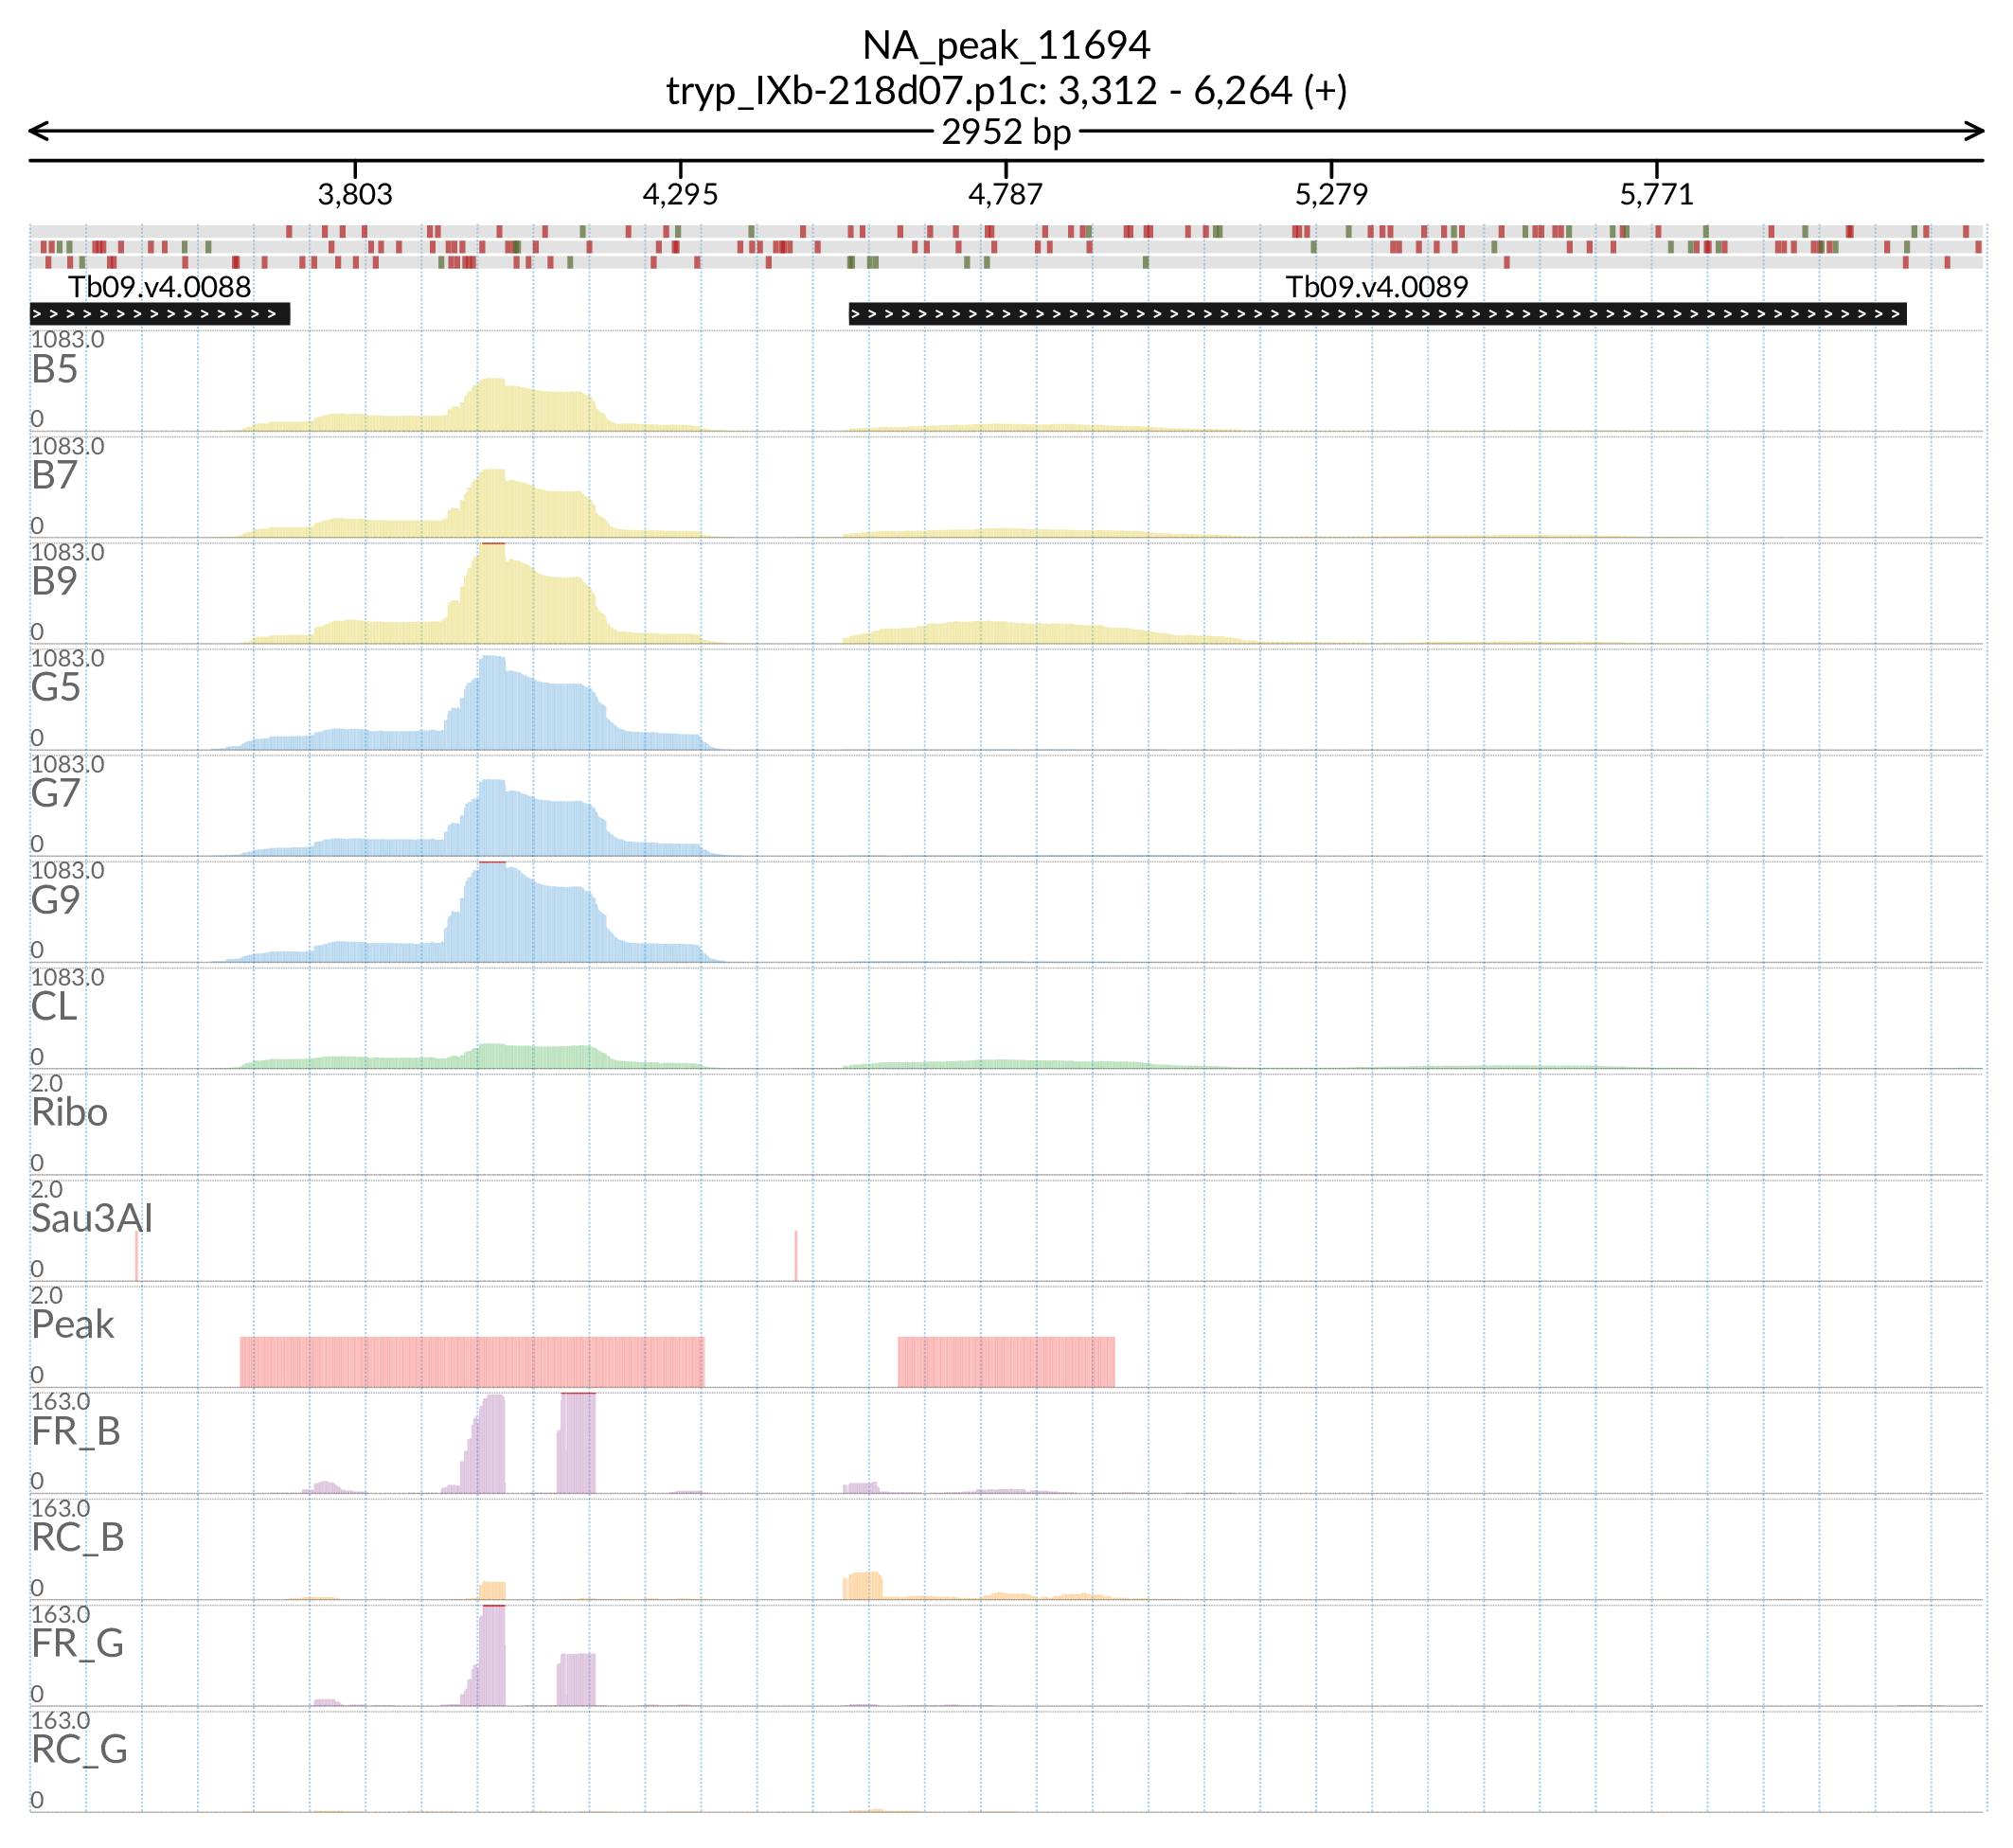 NA_peak_11694
tryp_IXb-218d07.p1c: 3,312 - 6,264 (+)
2952 bp
3,803 4,295 4,787 5,279 5,771
Tb09.v4.0088 Tb09.v4.0089
1083.0
B5
0
1083.0
B7
0
1083.0
B9
0
1083.0
G5
0
1083.0
G7
0
1083.0
G9
0
1083.0
CL
0
2.0
Ribo
0
2.0
Sau3AI
0
2.0
Peak
0
163.0
FR_B
0
163.0
RC_B
0
163.0
FR_G
0
163.0
RC_G
0